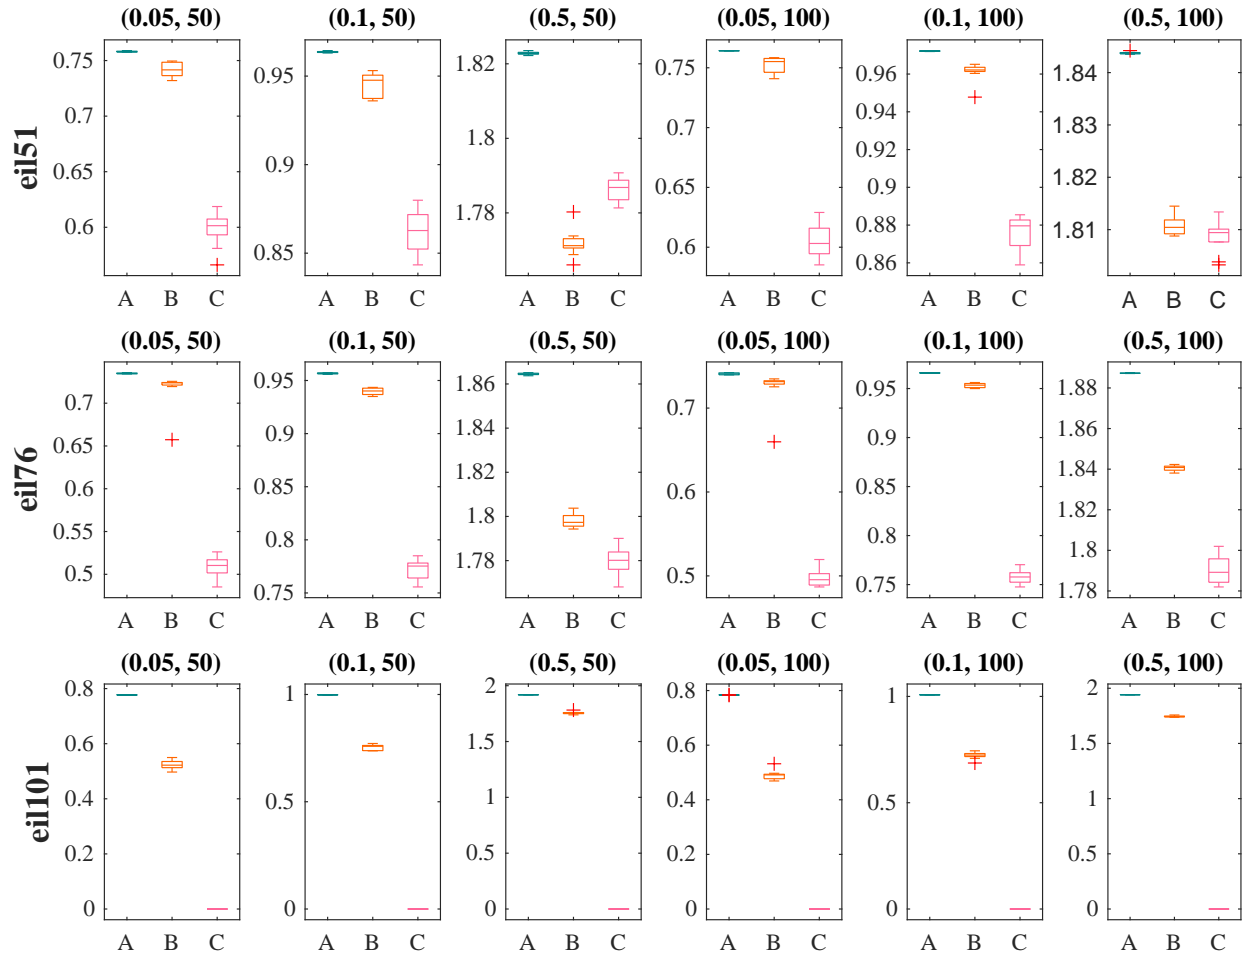 (0.05, 50) (0.1, 50) (0.5, 50) (0.05, 100) (0.1, 100) (0.5, 100)
eil51
0.75 0.7 0.65 0.6
0.95 0.9 0.85
1.82 1.8 1.78
0.75 0.7 0.65 0.6
0.96 0.94 0.92 0.9 0.88 0.86
1.84 1.83 1.82 1.81
A B C A B C A B C A B C A B C A B C
(0.05, 50) (0.1, 50) (0.5, 50) (0.05, 100) (0.1, 100) (0.5, 100)
eil76
0.7 0.65 0.6 0.55 0.5
0.95 0.9 0.85 0.8 0.75
1.86 1.84 1.82 1.8 1.78
0.7 0.6 0.5
0.95 0.9 0.85 0.8 0.75
1.88 1.86 1.84 1.82 1.8 1.78
A B C A B C A B C A B C A B C A B C
(0.05, 50) (0.1, 50) (0.5, 50) (0.05, 100) (0.1, 100) (0.5, 100)
eil101
0.8 0.6 0.4 0.2 0
1 0.5 0
2 1.5 1 0.5 0
0.8 0.6 0.4 0.2 0
1 0.5 0
2 1.5 1 0.5 0
A B C A B C A B C A B C A B C A B C